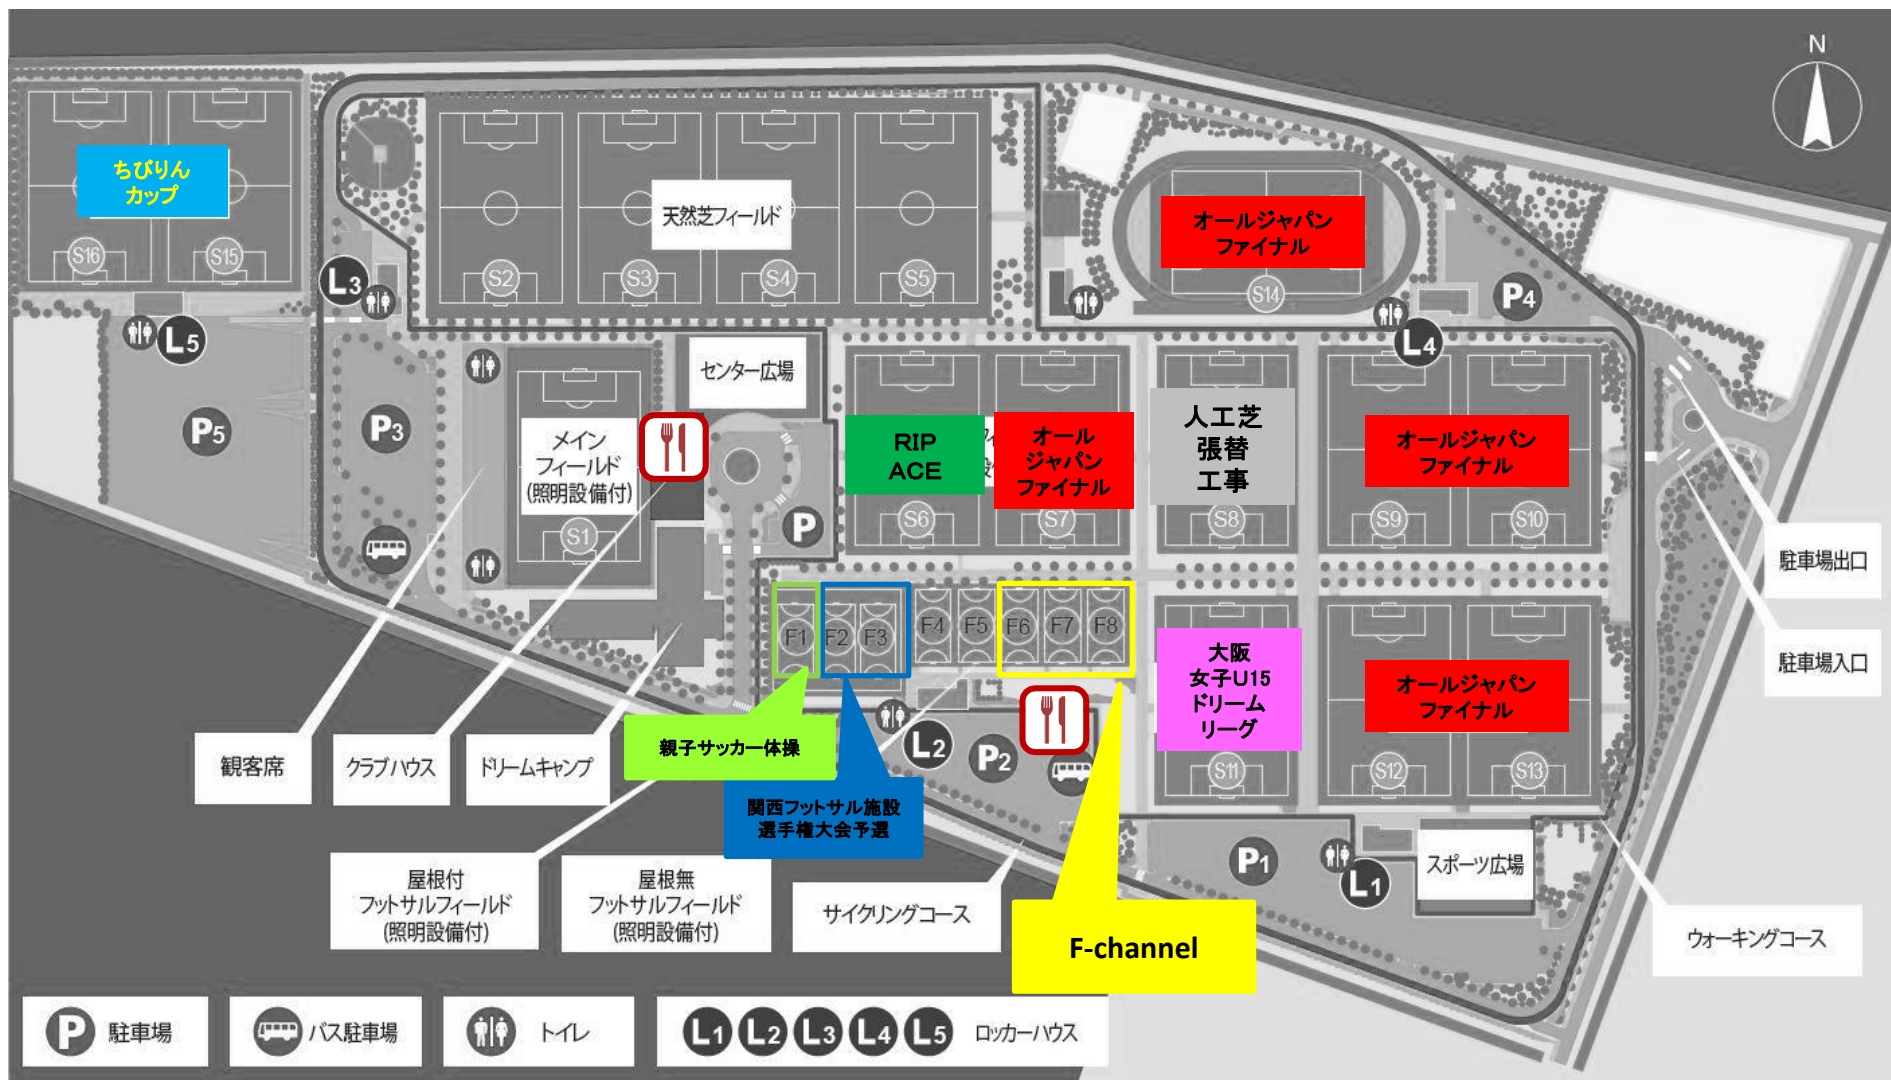 N
ちびりん
カップ
S16
S15
天然芝フィールド
S2
S3
S4
S5
オールジャパン
ファイナル
S14
L3
L5
P4
L4
センター広場
P5
P3
メイン
フィールド
(照明設備付)
S1
P
RIP
ACE
S6
オール
ジャパン
ファイナル
S7
人工芝
張替
工事
S8
オールジャパン
ファイナル
S9
S10
駐車場出口
駐車場入口
F1
F2
F3
F4
F5
F6
F7
F8
大阪
女子U15
ドリーム
リーグ
S11
オールジャパン
ファイナル
S12
S13
観客席
クラブハウス
ドリームキャンプ
親子サッカー体操
L2
P2
関西フットサル施設
選手権大会予選
屋根付
フットサルフィールド
(照明設備付)
屋根無
フットサルフィールド
(照明設備付)
サイクリングコース
F-channel
P1
L1
スポーツ広場
ウォーキングコース
P 駐車場
バス駐車場
トイレ
L1 L2 L3 L4 L5 ロッカーハウス